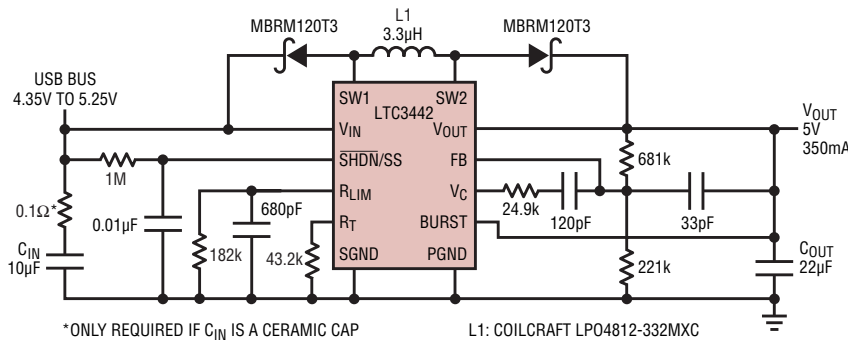 MBRM120T3
L1
3.3µH
MBRM120T3
USB BUS
4.35V TO 5.25V
SW1
SW2
LTC3442
VIN
VOUT
SHDN/SS
FB
RLIM
VC
RT
BURST
SGND
PGND
1M
0.1Ω*
0.01µF
CIN
10µF
182k
680pF
43.2k
24.9k
120pF
681k
33pF
221k
VOUT
5V
350mA
COUT
22µF
*ONLY REQUIRED IF CIN IS A CERAMIC CAP
L1: COILCRAFT LPO4812-332MXC